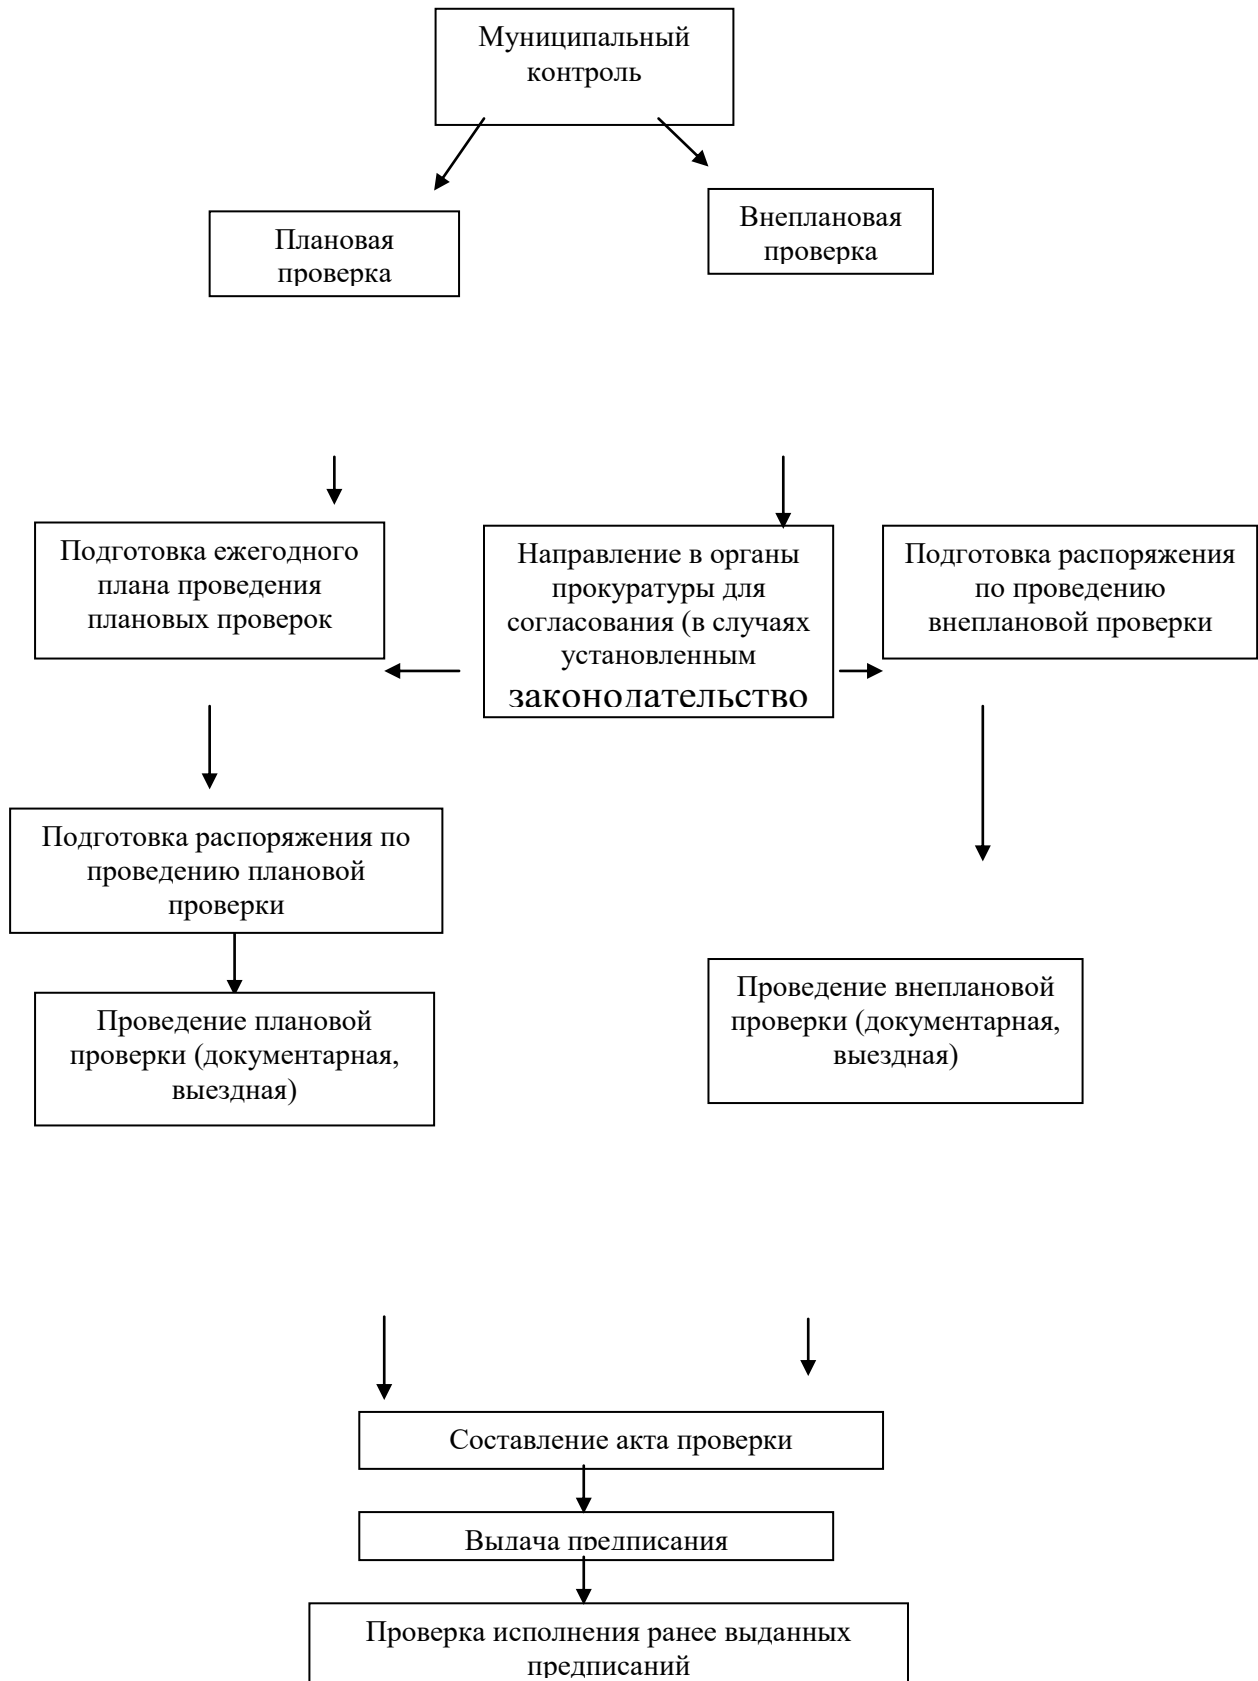 Муниципальный
контроль
Плановая
проверка
Внеплановая
проверка
Подготовка ежегодного
плана проведения
плановых проверок
Направление в органы
прокуратуры для
согласования (в случаях
установленным
законодательство
Подготовка распоряжения
по проведению
внеплановой проверки
Подготовка распоряжения по
проведению плановой
проверки
Проведение плановой
проверки (документарная,
выездная)
Проведение внеплановой
проверки (документарная,
выездная)
Составление акта проверки
Выдача предписания
Проверка исполнения ранее выданных
предписаний